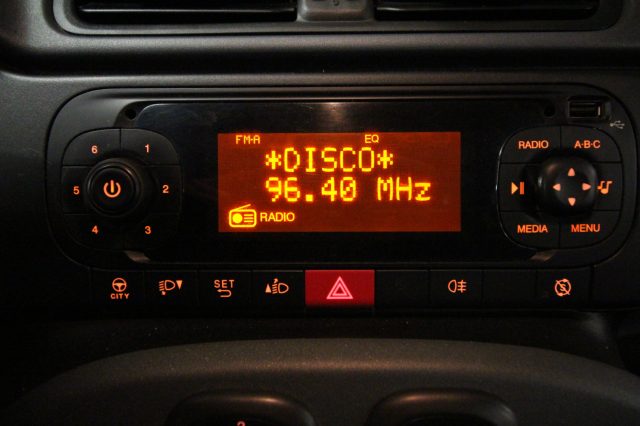 FM-A EQ
*DISCO*
96.40 MHz
RADIO
6 1
5 2
4 3
RADIO A·B·C
MEDIA MENU
CITY
SET